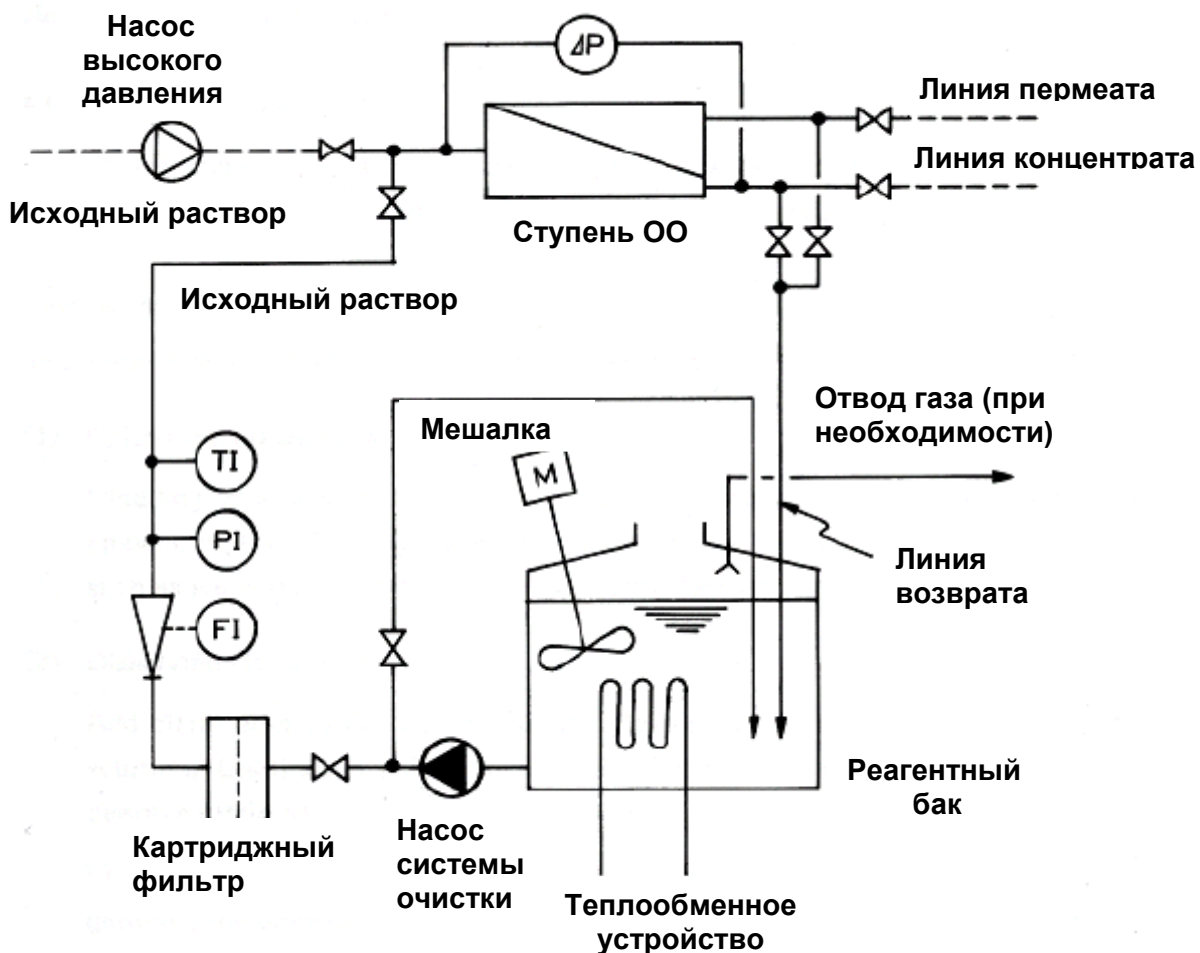 Насос
высокого
давления
ΔP
Линия пермеата
Линия концентрата
Исходный раствор
Ступень ОО
Исходный раствор
Отвод газа (при
необходимости)
Мешалка
M
TI
PI
FI
Линия
возврата
Реагентный
бак
Картриджный
фильтр
Насос
системы
очистки
Теплообменное
устройство